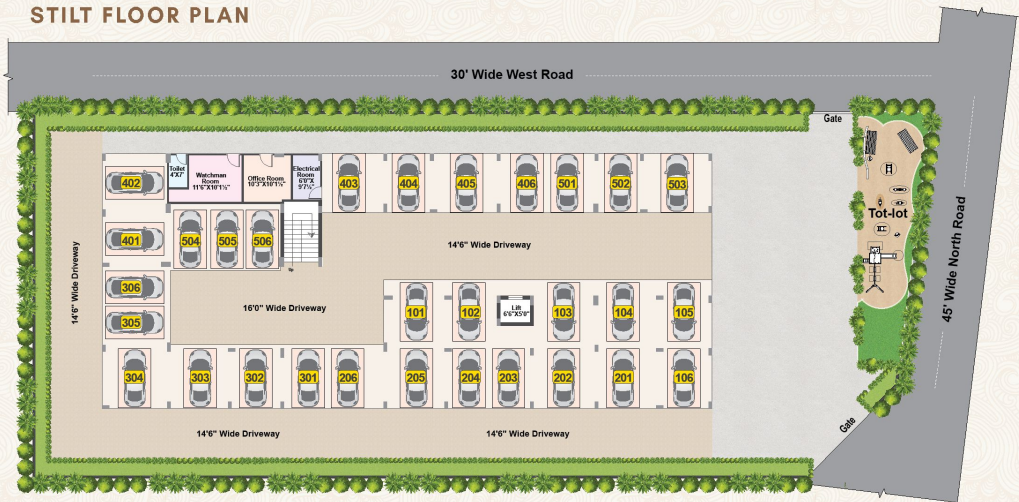 STILT FLOOR PLAN
30' Wide West Road
Gate
Toilet
4'X7'
Watchman
Room
11'6"X10'1½"
Office Room
10'3"X10'1½"
Electrical
Room
6'0"X
9'7½"
402
403
404
405
406
501
502
503
Tot-lot
401
504
505
506
14'6" Wide Driveway
14'6" Wide Driveway
45' Wide North Road
306
305
16'0" Wide Driveway
101
102
Lift
6'6"X5'0"
103
104
105
304
303
302
301
206
205
204
203
202
201
106
14'6" Wide Driveway
14'6" Wide Driveway
Gate